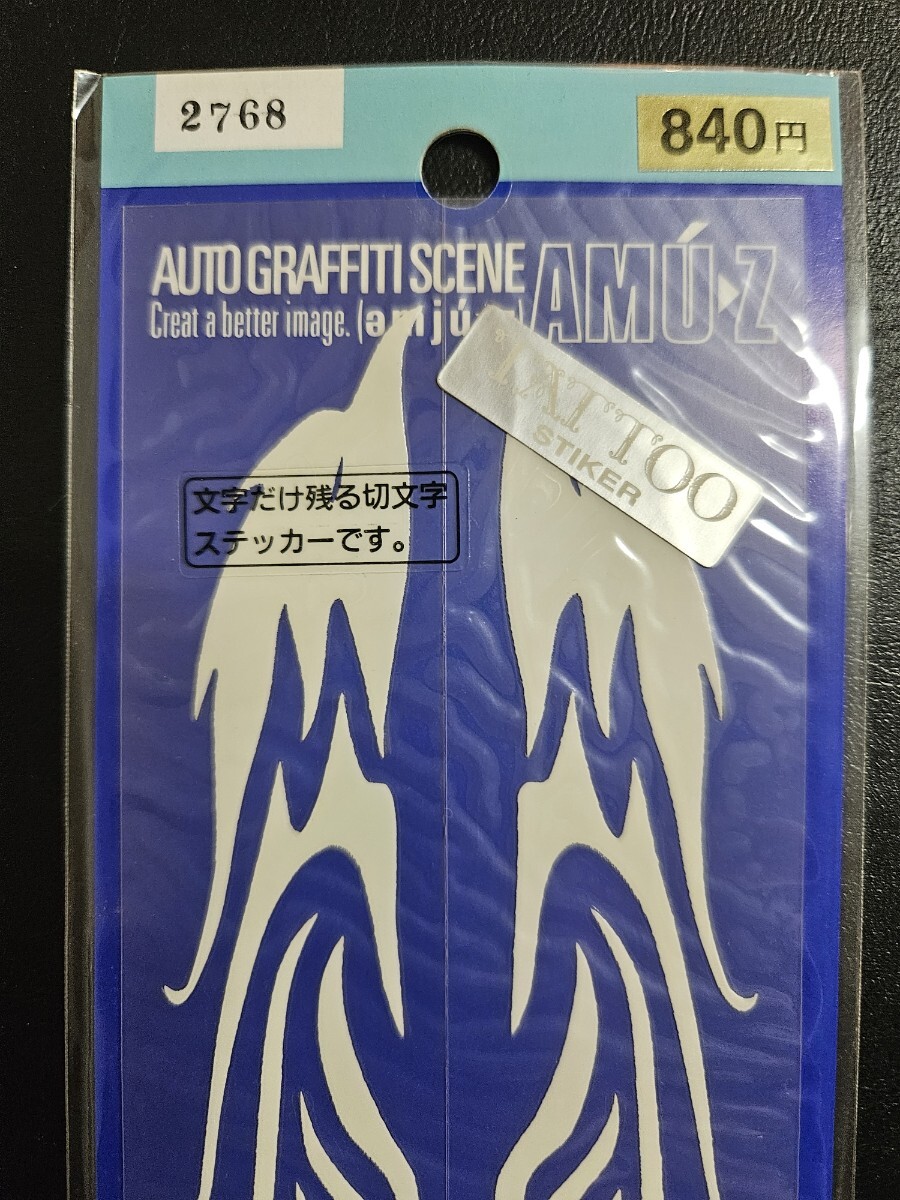 2768
840円
AUTO GRAFFITI SCENE AMÚ▸Z
Creat a better image. (əmjú
TATTOO
STIKER
文字だけ残る切文字
ステッカーです。